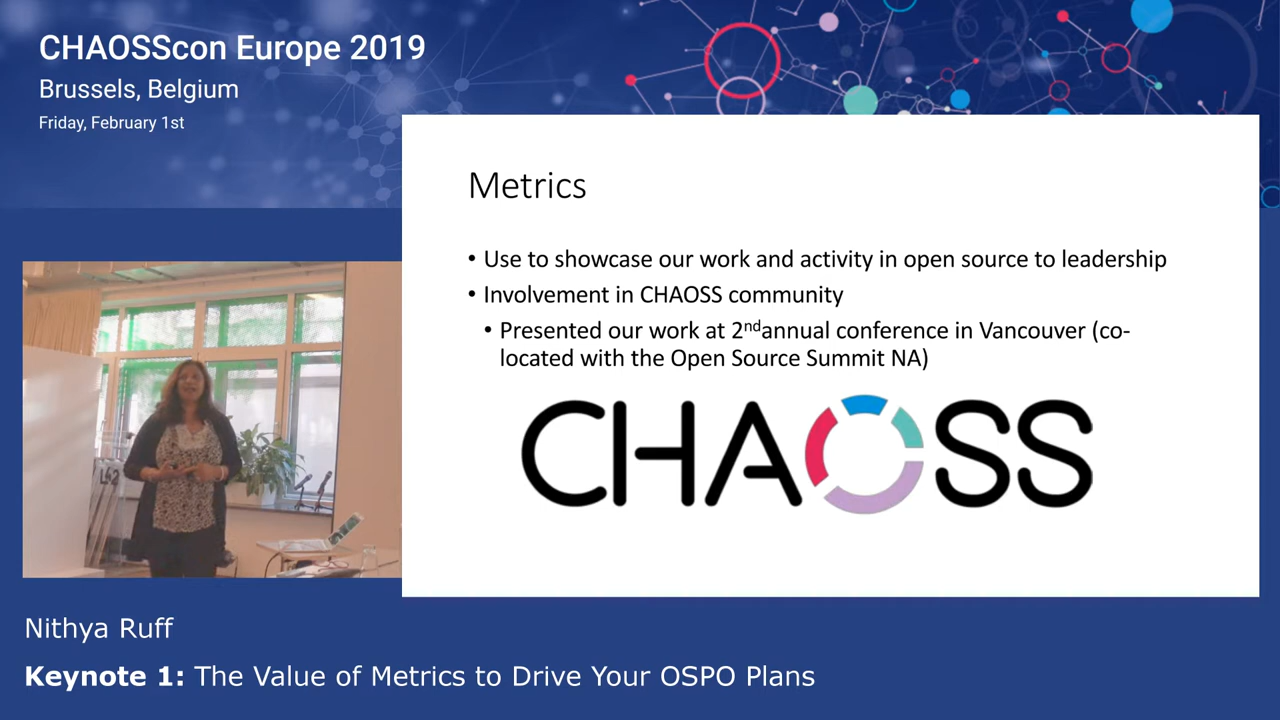 CHAOSScon Europe 2019
Brussels, Belgium
Friday, February 1st
Metrics
• Use to showcase our work and activity in open source to leadership
• Involvement in CHAOSS community
• Presented our work at 2ndannual conference in Vancouver (co-
located with the Open Source Summit NA)
CHAOSS
Nithya Ruff
Keynote 1: The Value of Metrics to Drive Your OSPO Plans